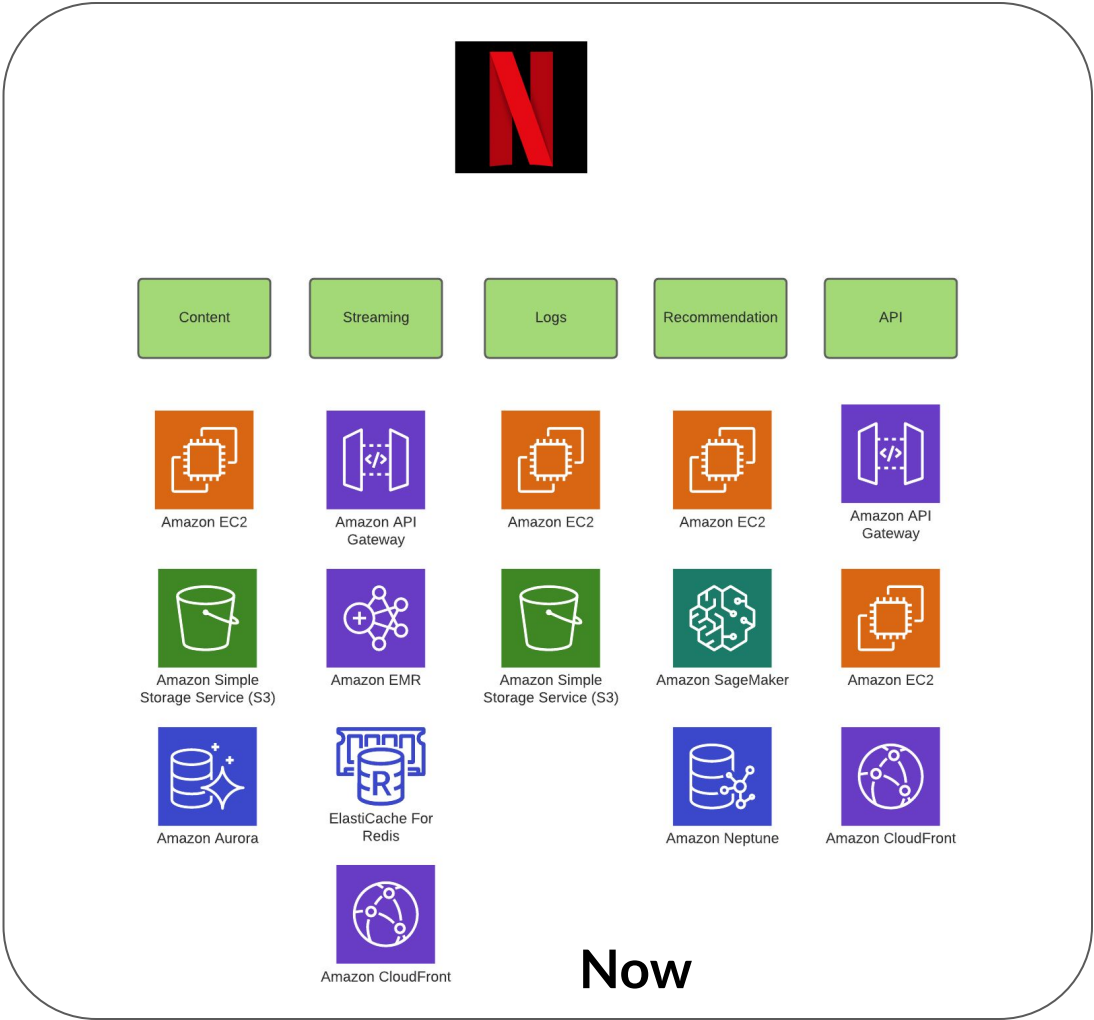 N
Content
Streaming
Logs
Recommendation
API
Amazon EC2
Amazon API
Gateway
Amazon EC2
Amazon EC2
Amazon API
Gateway
Amazon Simple
Storage Service (S3)
Amazon EMR
Amazon Simple
Storage Service (S3)
Amazon SageMaker
Amazon EC2
Amazon Aurora
R
ElastiCache For
Redis
Amazon Neptune
Amazon CloudFront
Amazon CloudFront
Now